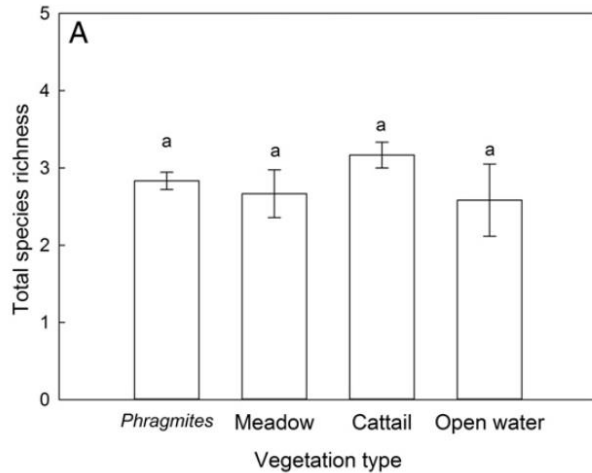 A
5
4
3
2
1
0
Total species richness
a
a
a
a
Phragmites Meadow Cattail Open water
Vegetation type